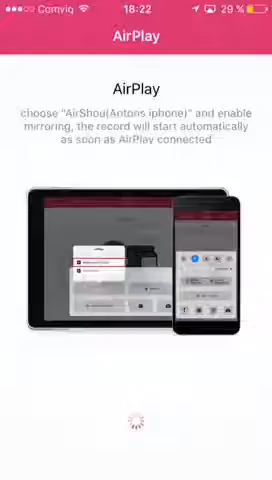 Comviq 18:22 29 %
AirPlay
AirPlay
choose "AirShou(Antons iphone)" and enable
mirroring, the record will start automatically
as soon as AirPlay connected